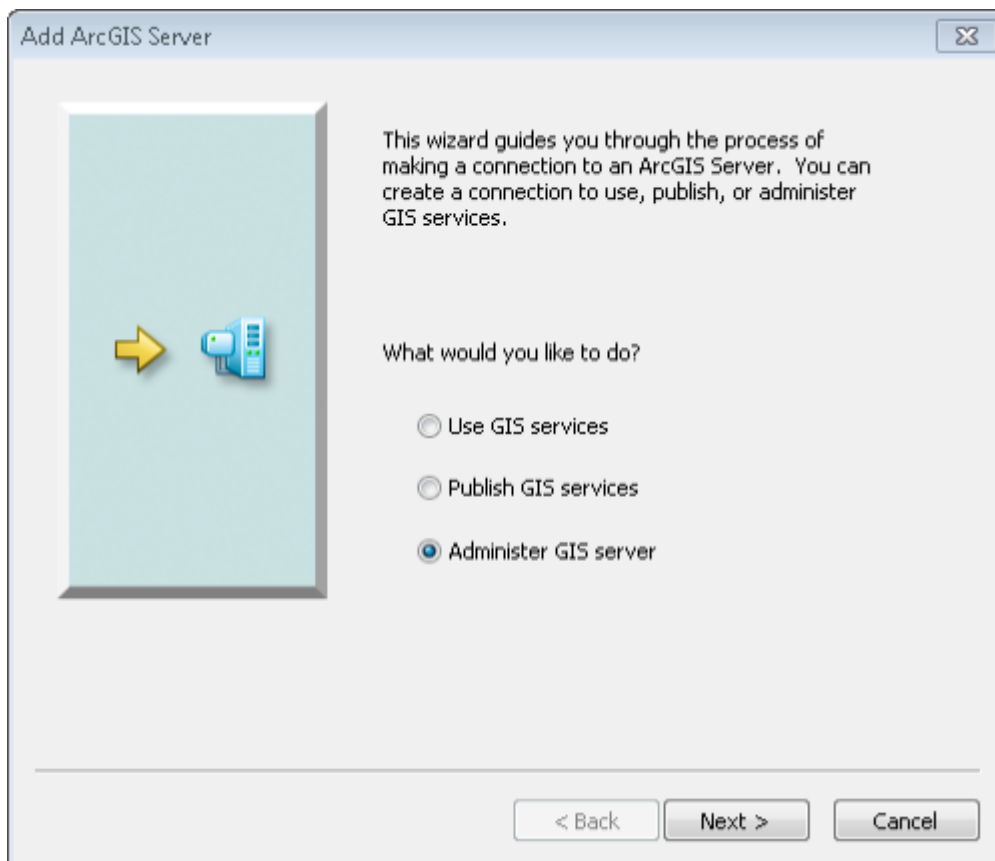 Add ArcGIS Server
This wizard guides you through the process of
making a connection to an ArcGIS Server.  You can
create a connection to use, publish, or administer
GIS services.
What would you like to do?
Use GIS services
Publish GIS services
Administer GIS server
< Back
Next >
Cancel